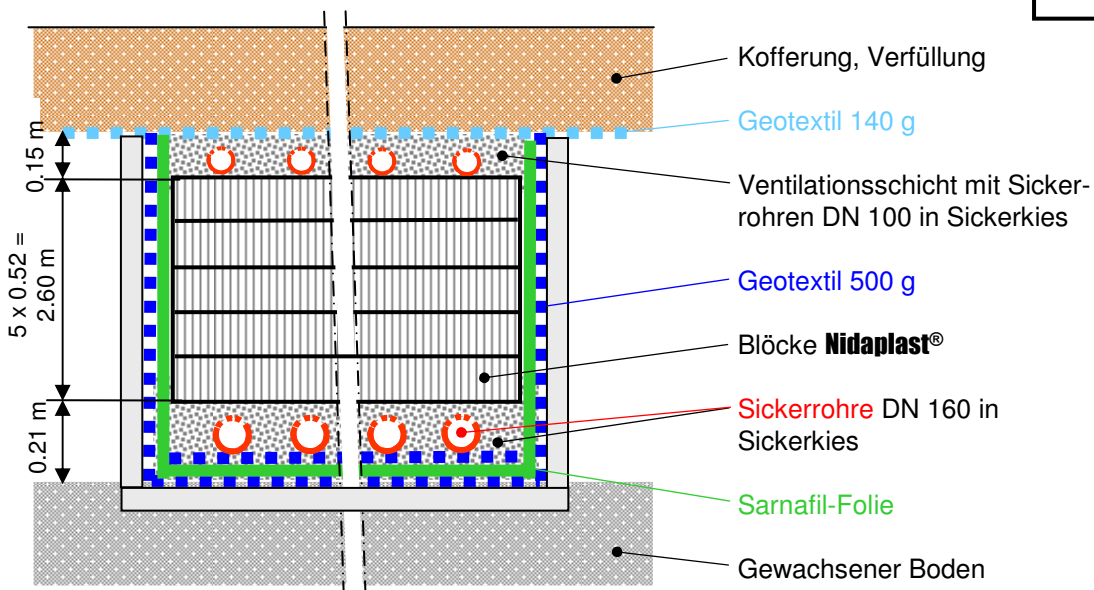 Kofferung, Verfüllung
Geotextil 140 g
Ventilationsschicht mit Sicker-
rohren DN 100 in Sickerkies
Geotextil 500 g
Blöcke Nidaplast®
Sickerrohre DN 160 in
Sickerkies
Sarnafil-Folie
Gewachsener Boden
0.15 m
5 x 0.52 =
2.60 m
0.21 m